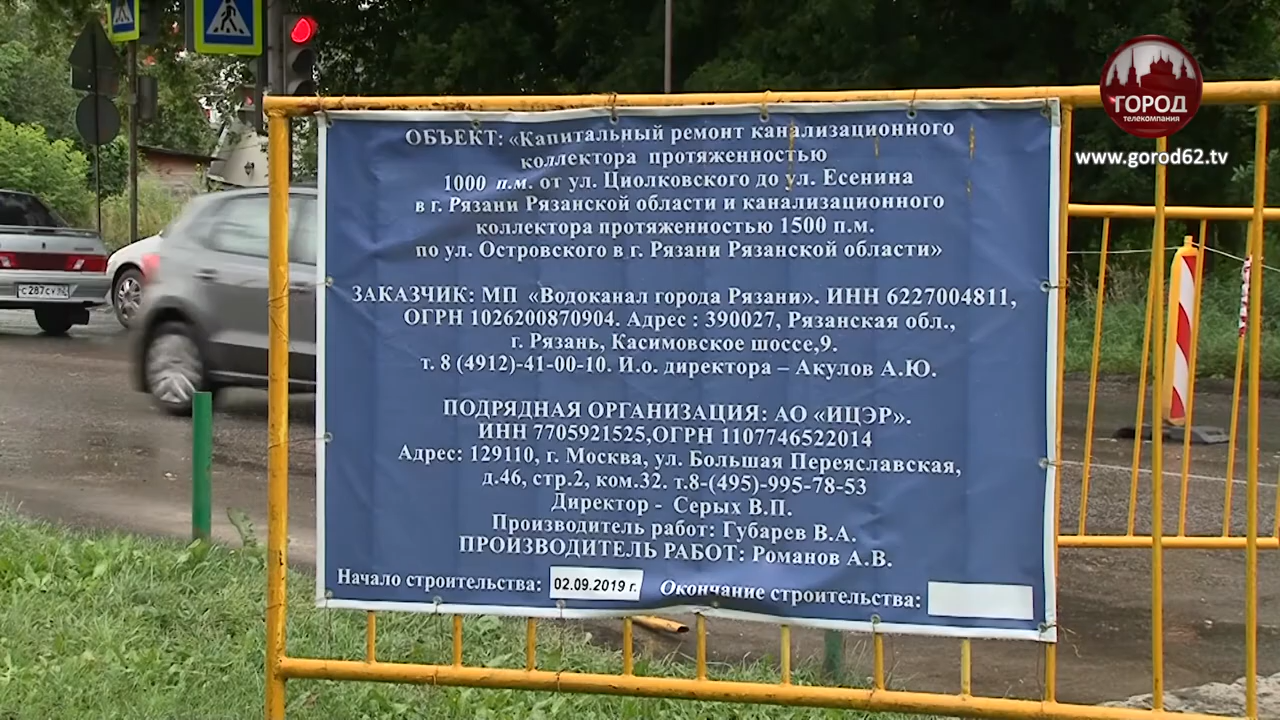 ГОРОД
телекомпания
www.gorod62.tv
ОБЪЕКТ: «Капитальный ремонт канализационного
коллектора протяженностью
1000 п.м. от ул. Циолковского до ул. Есенина
в г. Рязани Рязанской области и канализационного
коллектора протяженностью 1500 п.м.
по ул. Островского в г. Рязани Рязанской области»
ЗАКАЗЧИК: МП «Водоканал города Рязани». ИНН 6227004811,
ОГРН 1026200870904. Адрес : 390027, Рязанская обл.,
г. Рязань, Касимовское шоссе,9.
т. 8 (4912)-41-00-10. И.о. директора – Акулов А.Ю.
ПОДРЯДНАЯ ОРГАНИЗАЦИЯ: АО «ИЦЭР».
ИНН 7705921525,ОГРН 1107746522014
Адрес: 129110, г. Москва, ул. Большая Переяславская,
д.46, стр.2, ком.32. т.8-(495)-995-78-53
Директор - Серых В.П.
Производитель работ: Губарев В.А.
ПРОИЗВОДИТЕЛЬ РАБОТ: Романов А.В.
Начало строительства: 02.09.2019 г. Окончание строительства: